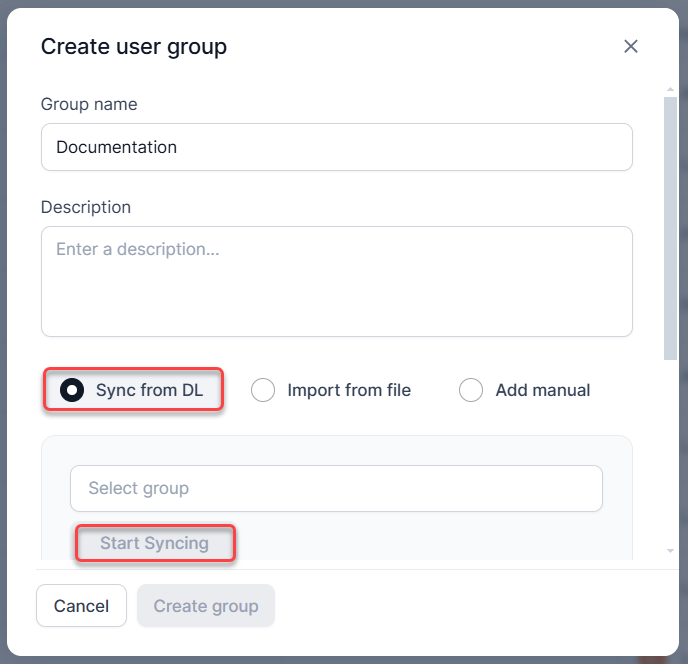 Create user group
Group name
Documentation
Description
Enter a description...
Sync from DL Import from file Add manual
Select group
Start Syncing
Cancel Create group